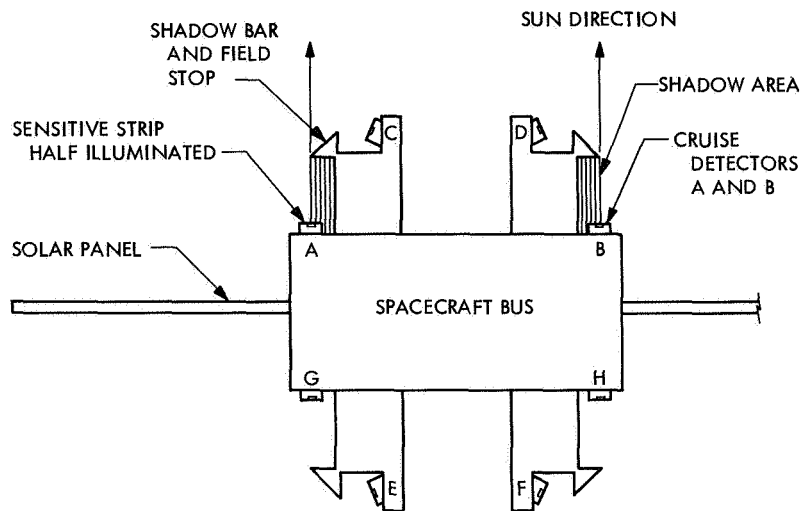 SHADOW BAR
AND FIELD
STOP
SUN DIRECTION
SHADOW AREA
C
D
SENSITIVE STRIP
HALF ILLUMINATED
CRUISE
DETECTORS
A AND B
A
B
SOLAR PANEL
SPACECRAFT BUS
G
H
E
F